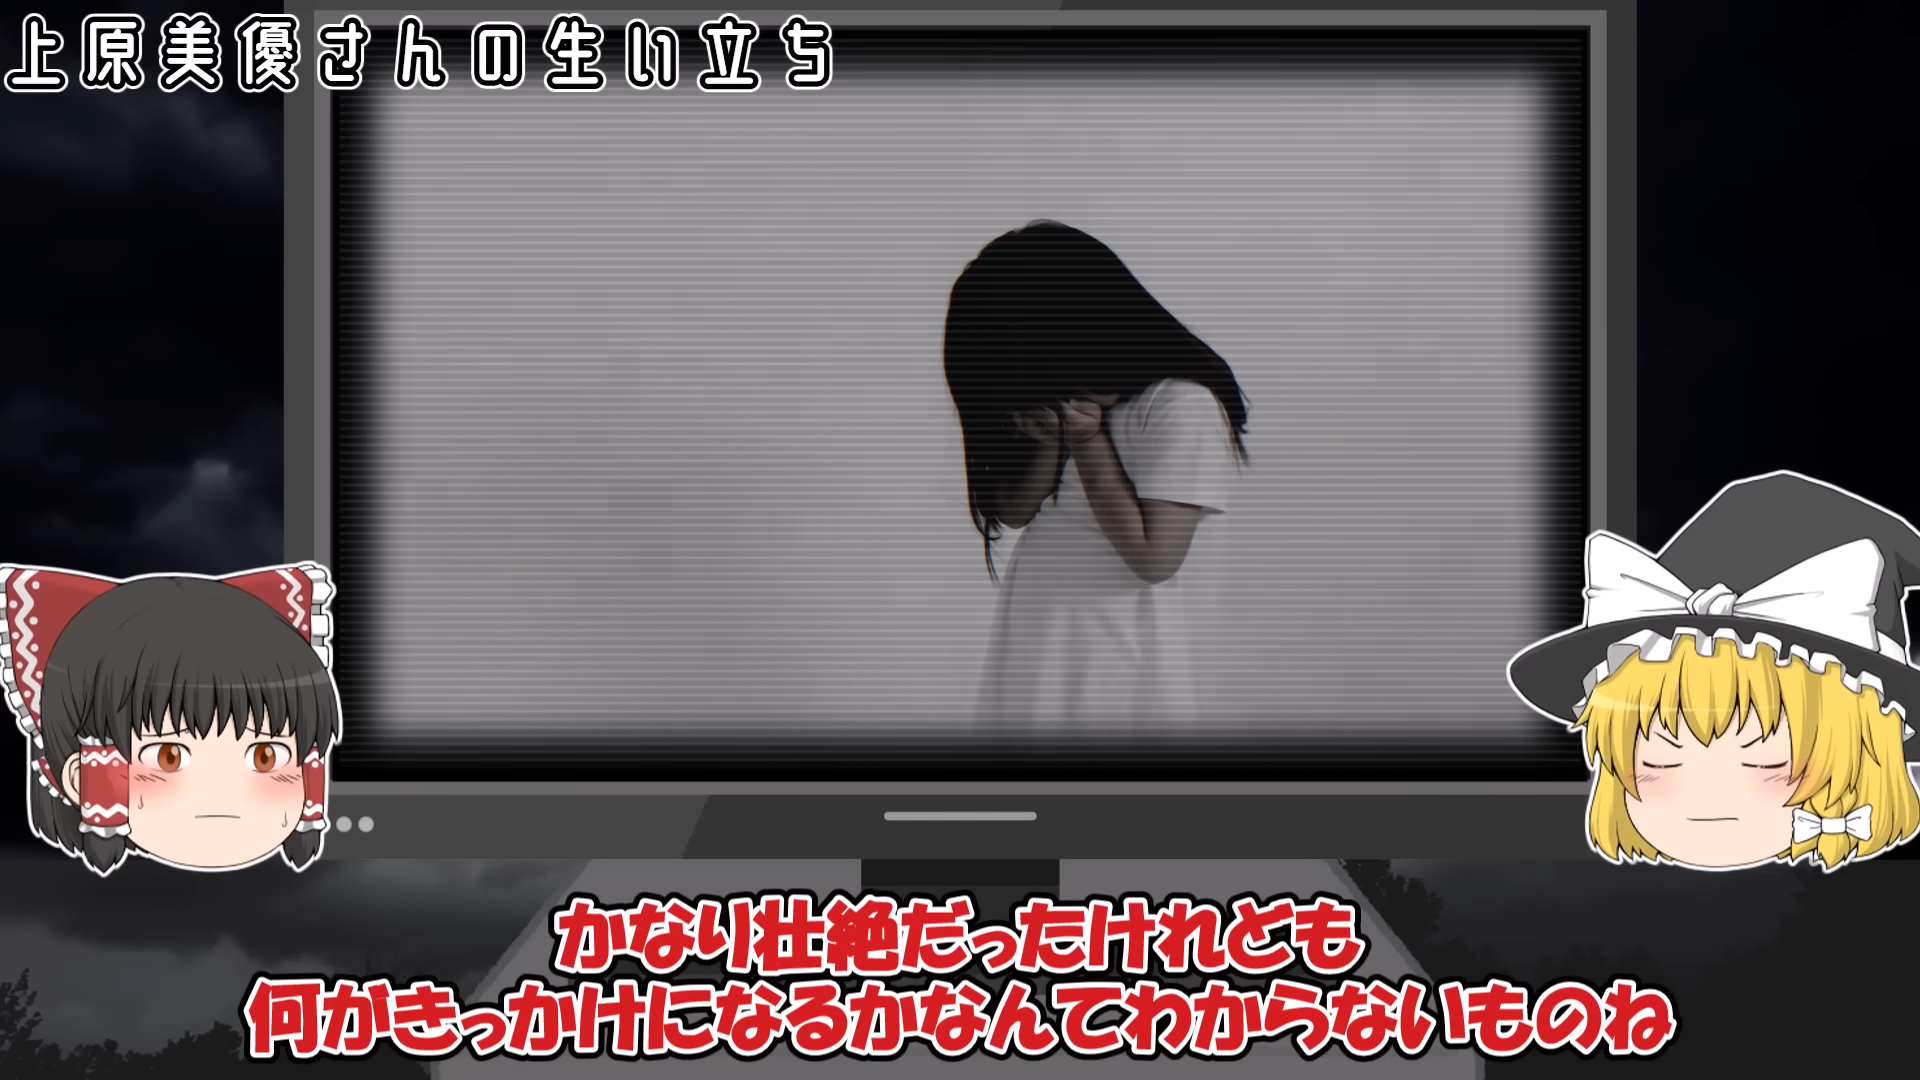 上原美優さんの生い立ち
かなり壮絶だったけれども
何がきっかけになるかなんてわからないものね